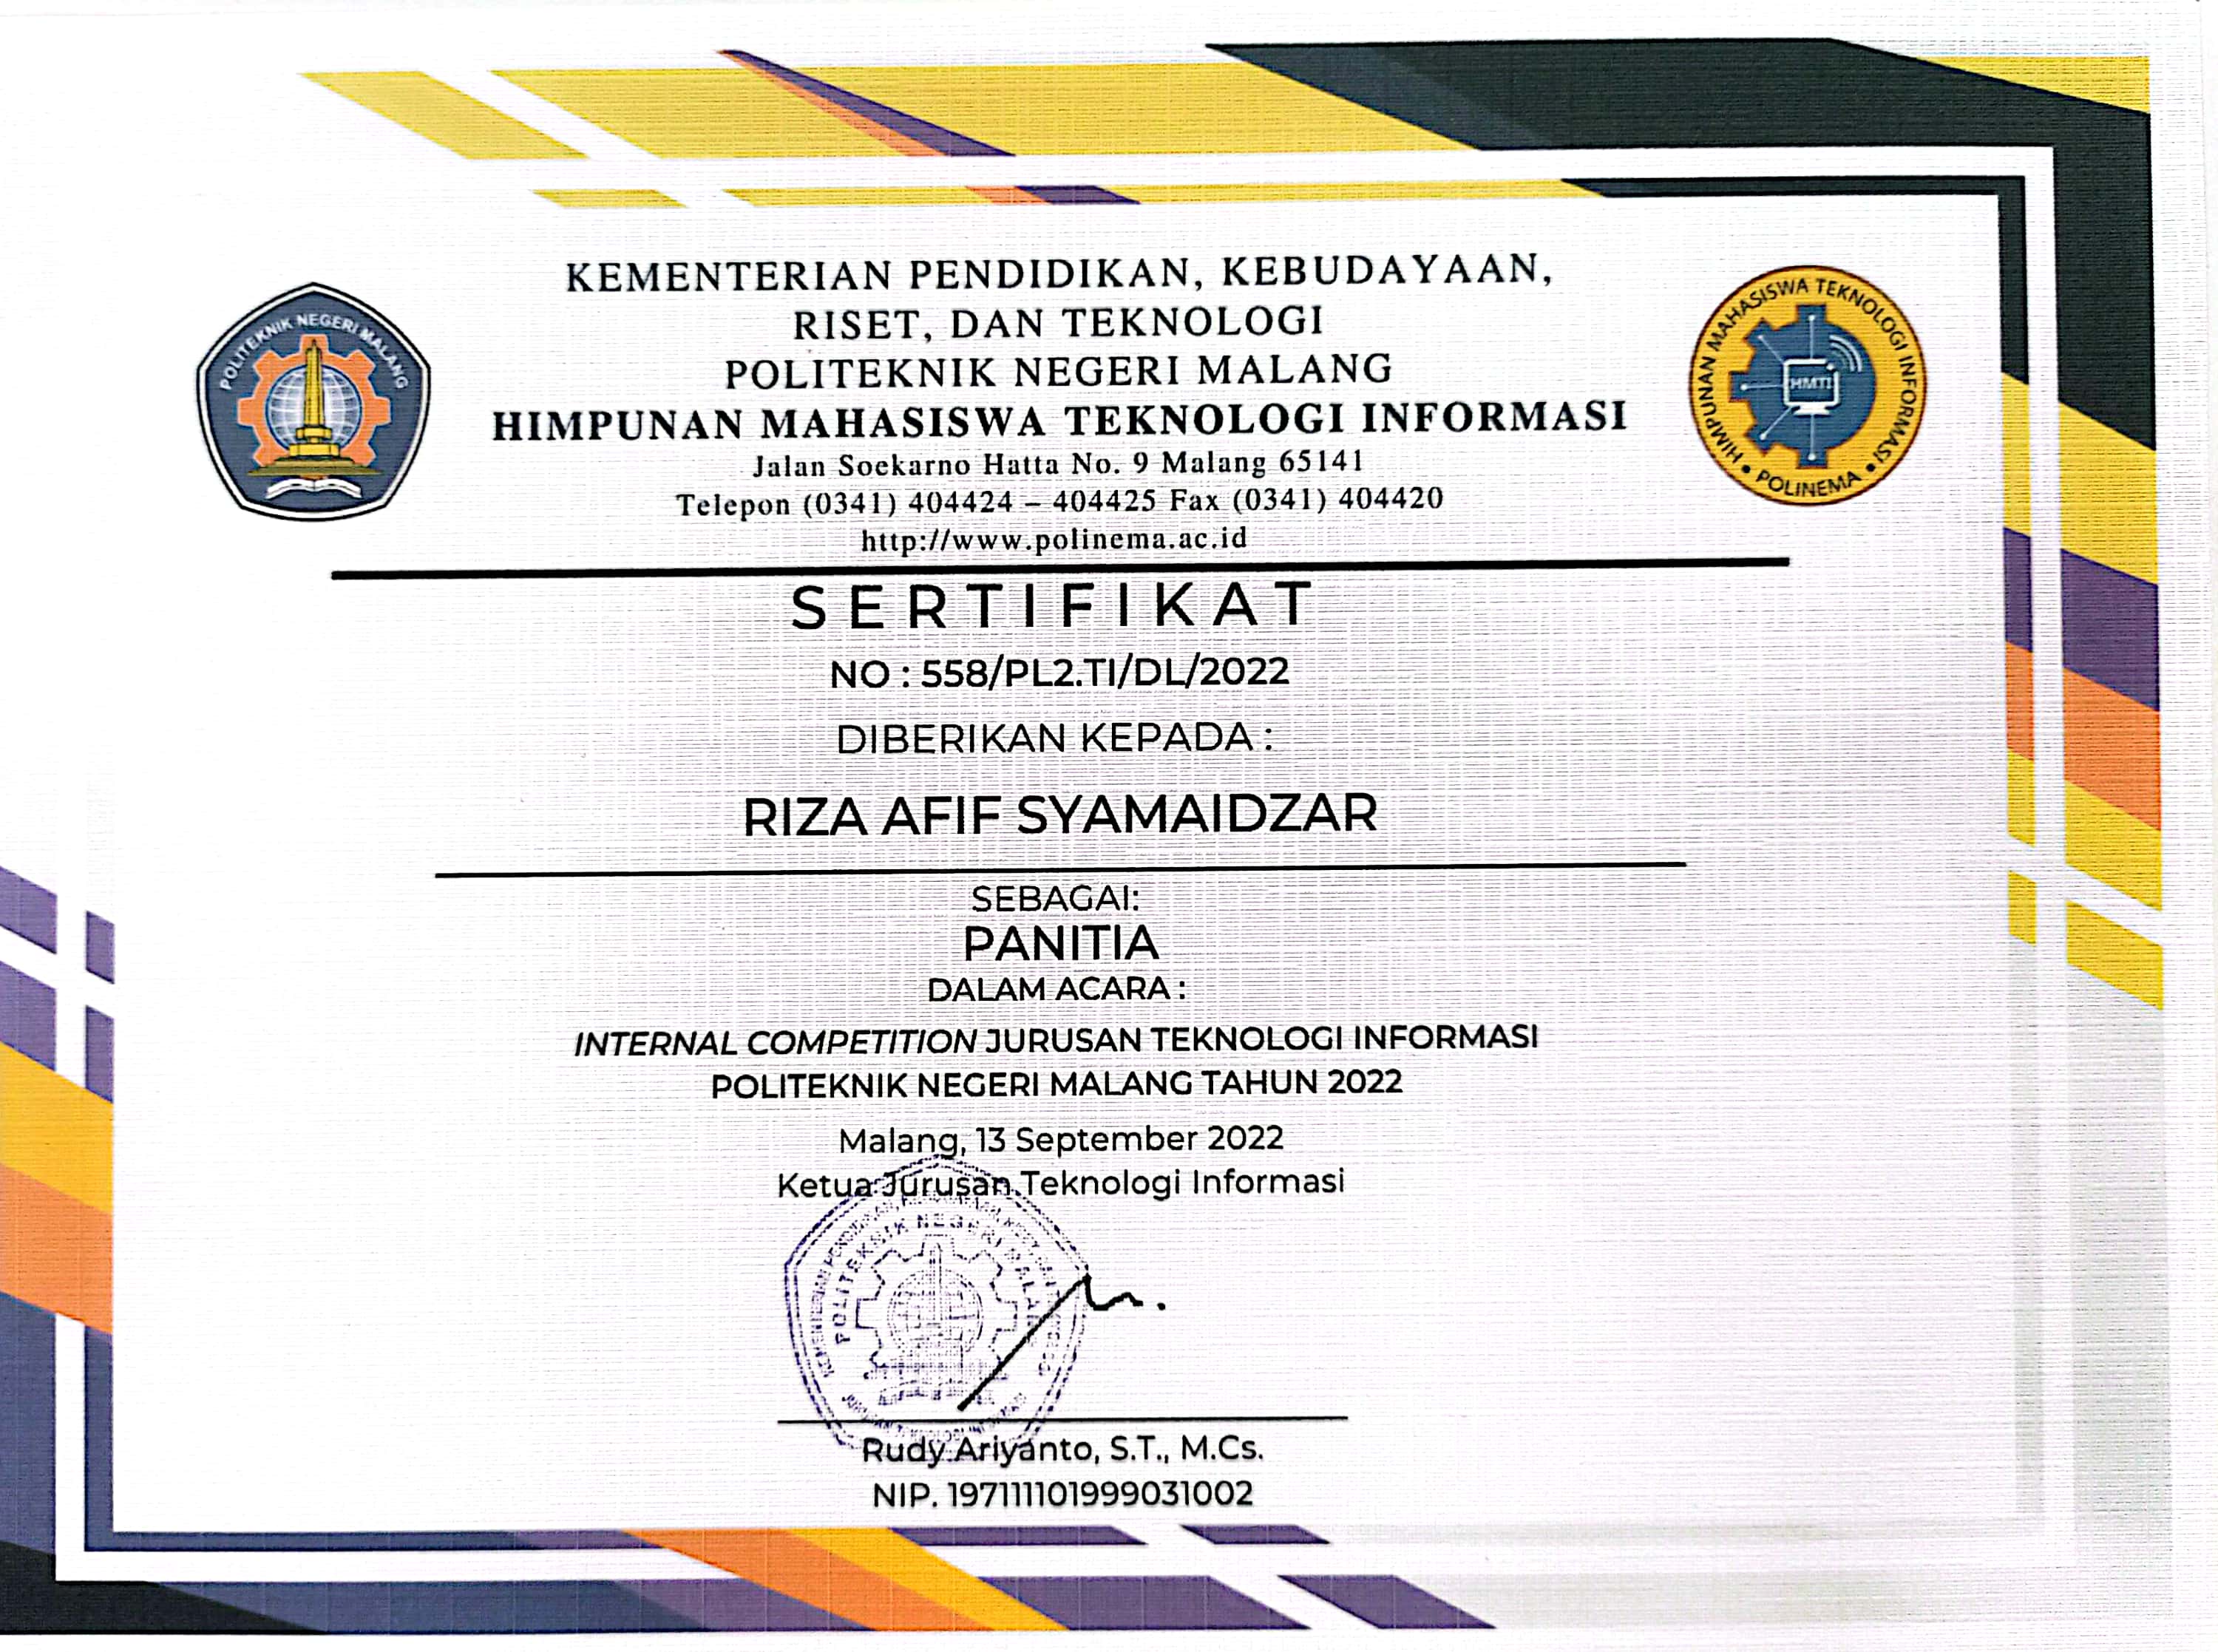 KEMENTERIAN PENDIDIKAN, KEBUDAYAAN,
RISET, DAN TEKNOLOGI
POLITEKNIK NEGERI MALANG
HIMPUNAN MAHASISWA TEKNOLOGI INFORMASI
Jalan Soekarno Hatta No. 9 Malang 65141
Telepon (0341) 404424 – 404425 Fax (0341) 404420
http://www.polinema.ac.id
POLITEKNIK NEGERI MALANG
HIMPUNAN MAHASISWA TEKNOLOGI INFORMASI
HMTI
• POLINEMA •
SERTIFIKAT
NO : 558/PL2.TI/DL/2022
DIBERIKAN KEPADA :
RIZA AFIF SYAMAIDZAR
SEBAGAI:
PANITIA
DALAM ACARA :
INTERNAL COMPETITION JURUSAN TEKNOLOGI INFORMASI
POLITEKNIK NEGERI MALANG TAHUN 2022
Malang, 13 September 2022
Ketua Jurusan Teknologi Informasi
POLITEKNIK NEGERI MALANG
Rudy Ariyanto, S.T., M.Cs.
NIP. 197111101999031002